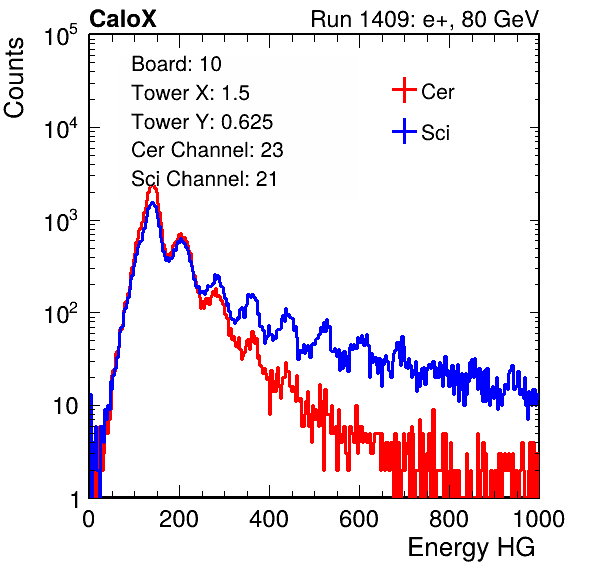 CaloX Run 1409: e+, 80 GeV
Counts
Board: 10
Tower X: 1.5
Tower Y: 0.625
Cer Channel: 23
Sci Channel: 21
Cer
Sci
10^5
10^4
10^3
10^2
10
1
0 200 400 600 800 1000
Energy HG